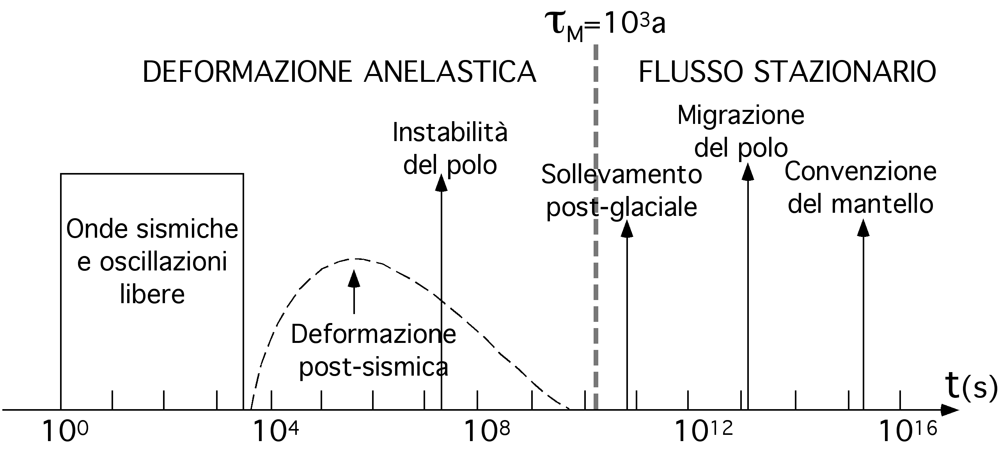 τM=10³a
DEFORMAZIONE ANELASTICA
FLUSSO STAZIONARIO
Migrazione
del polo
Instabilità
del polo
Sollevamento
post-glaciale
Convenzione
del mantello
Onde sismiche
e oscillazioni
libere
Deformazione
post-sismica
t(s)
10⁰ 10⁴ 10⁸ 10¹² 10¹⁶